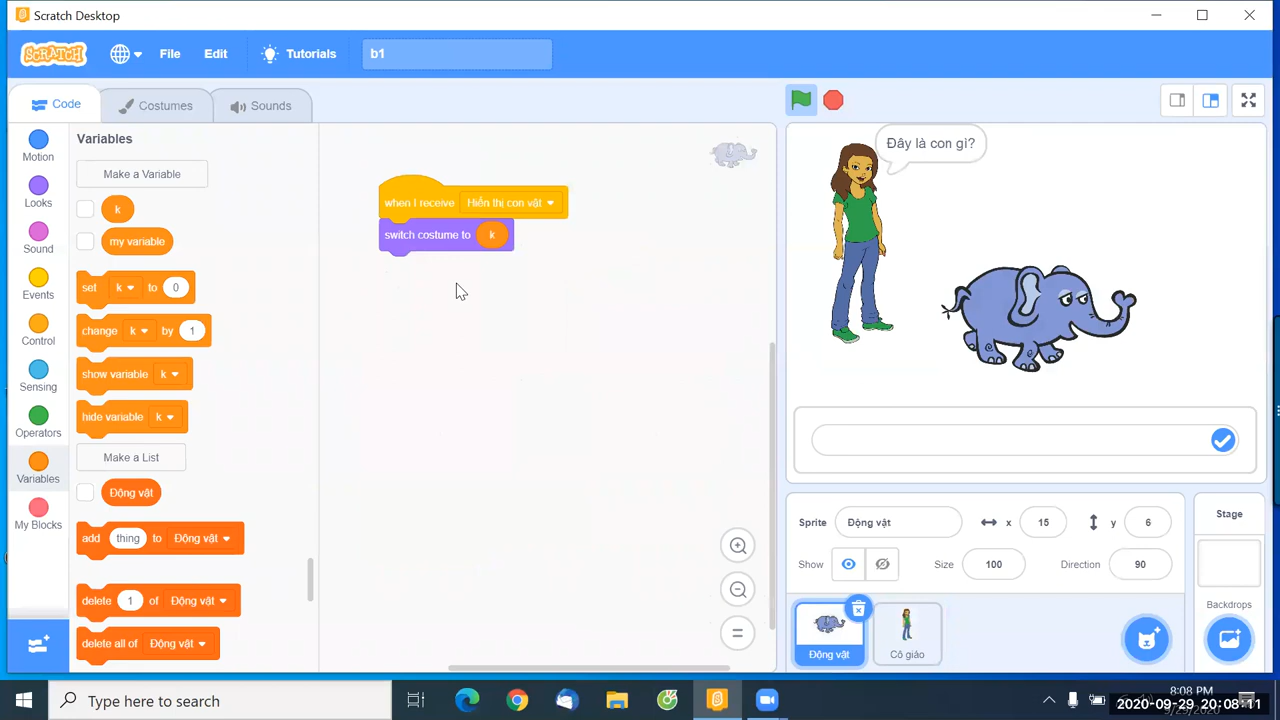 Scratch Desktop
SCRATCH
File
Edit
Tutorials
b1
Code
Costumes
Sounds
Motion
Looks
Sound
Events
Control
Sensing
Operators
Variables
My Blocks
Variables
Make a Variable
k
my variable
set k to 0
change k by 1
show variable k
hide variable k
Make a List
Động vật
add thing to Động vật
delete 1 of Động vật
delete all of Động vật
when I receive Hiển thị con vật
switch costume to k
Đây là con gì?
Sprite
Động vật
x
15
y
6
Show
Size
100
Direction
90
Động vật
Cô giáo
Stage
Backdrops
Type here to search
8:08 PM
2020-09-29 20:08:11